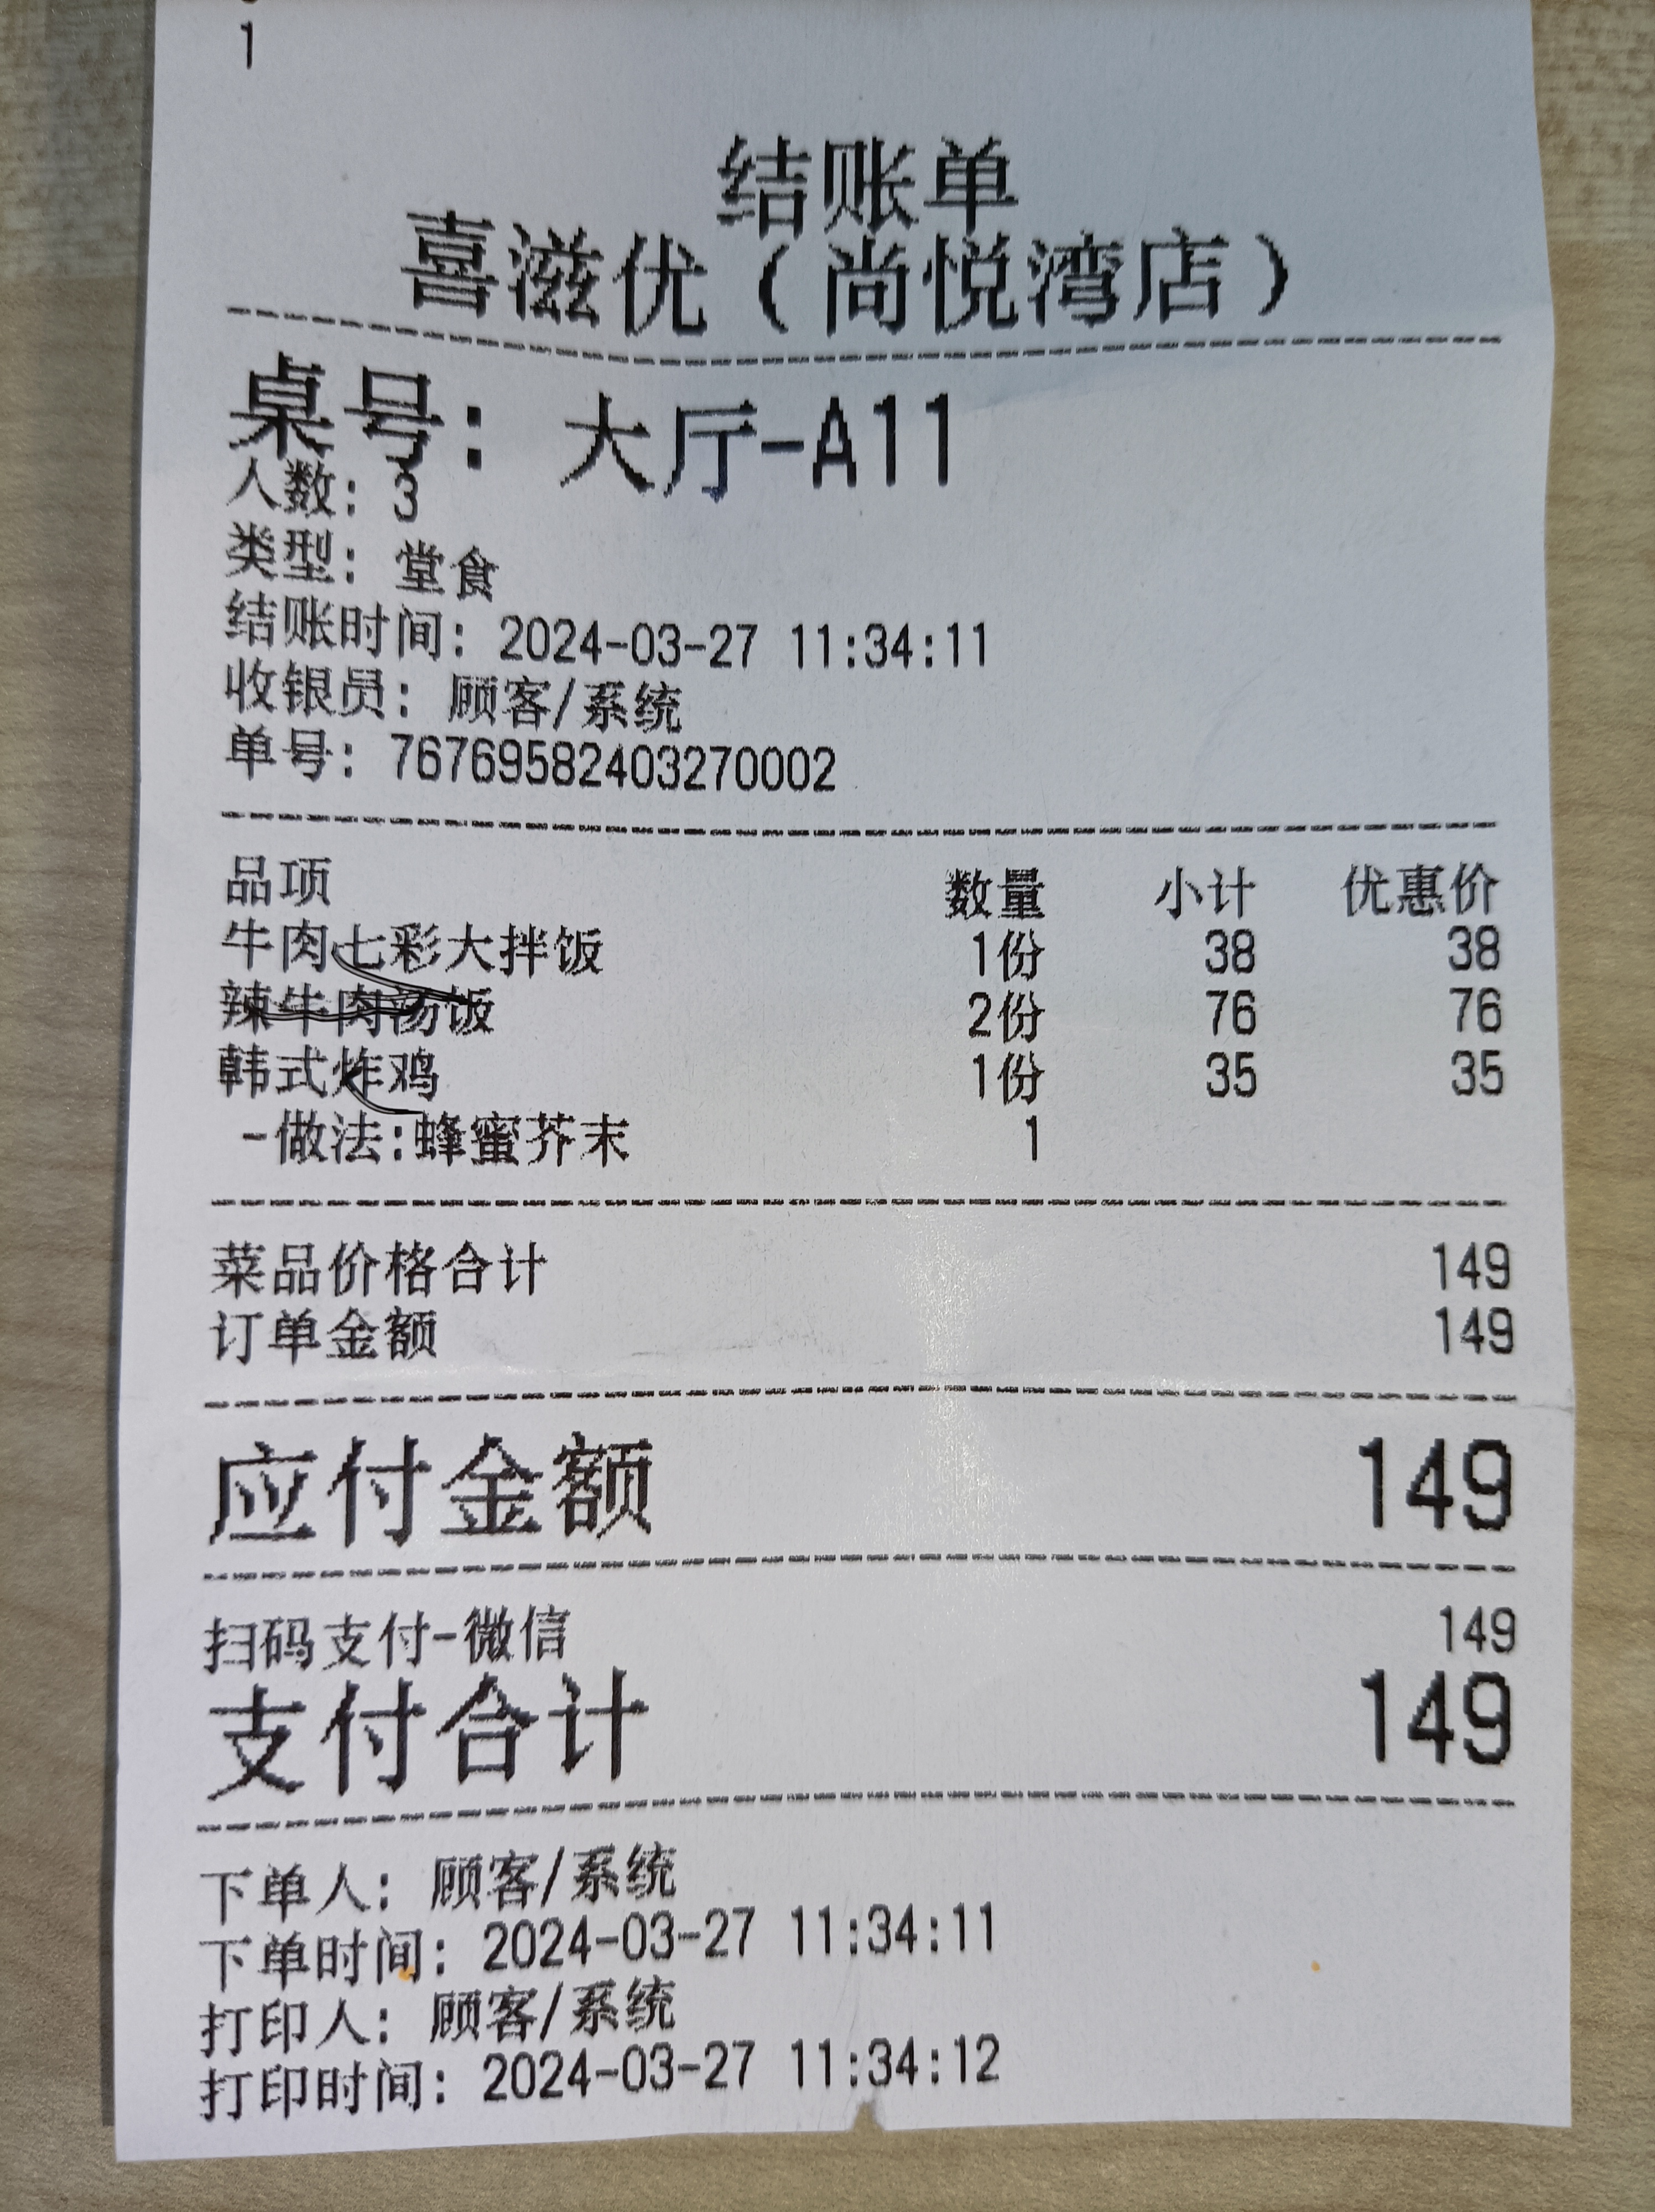 1
结账单
喜滋优（尚悦湾店）
桌号： 大厅-A11
人数： 3
类型： 堂食
结账时间： 2024-03-27 11:34:11
收银员： 顾客/系统
单号： 76769582403270002
品项 数量 小计 优惠价
牛肉七彩大拌饭 1份 38 38
辣牛肉汤饭 2份 76 76
韩式炸鸡 1份 35 35
-做法:蜂蜜芥末 1
菜品价格合计 149
订单金额 149
应付金额 149
扫码支付-微信 149
支付合计 149
下单人： 顾客/系统
下单时间： 2024-03-27 11:34:11
打印人： 顾客/系统
打印时间： 2024-03-27 11:34:12